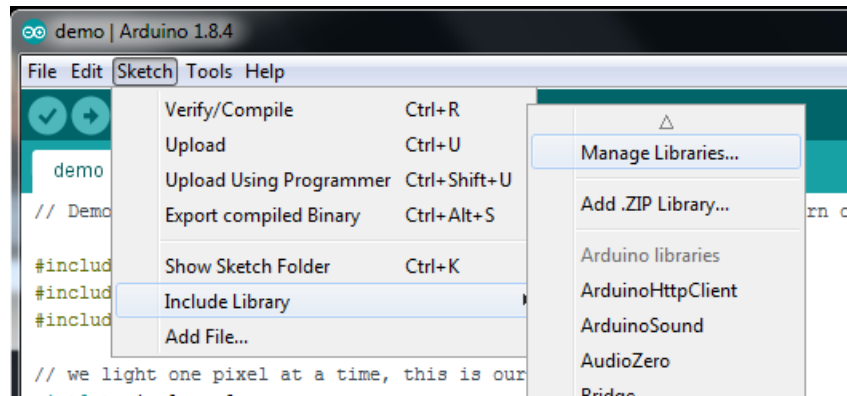 demo | Arduino 1.8.4
File Edit Sketch Tools Help
Verify/Compile Ctrl+R
Upload Ctrl+U
Upload Using Programmer Ctrl+Shift+U
Export compiled Binary Ctrl+Alt+S
Show Sketch Folder Ctrl+K
Include Library
Add File...
Manage Libraries...
Add .ZIP Library...
Arduino libraries
ArduinoHttpClient
ArduinoSound
AudioZero
demo
// Demo
#includ
#includ
#includ
// we light one pixel at a time, this is our